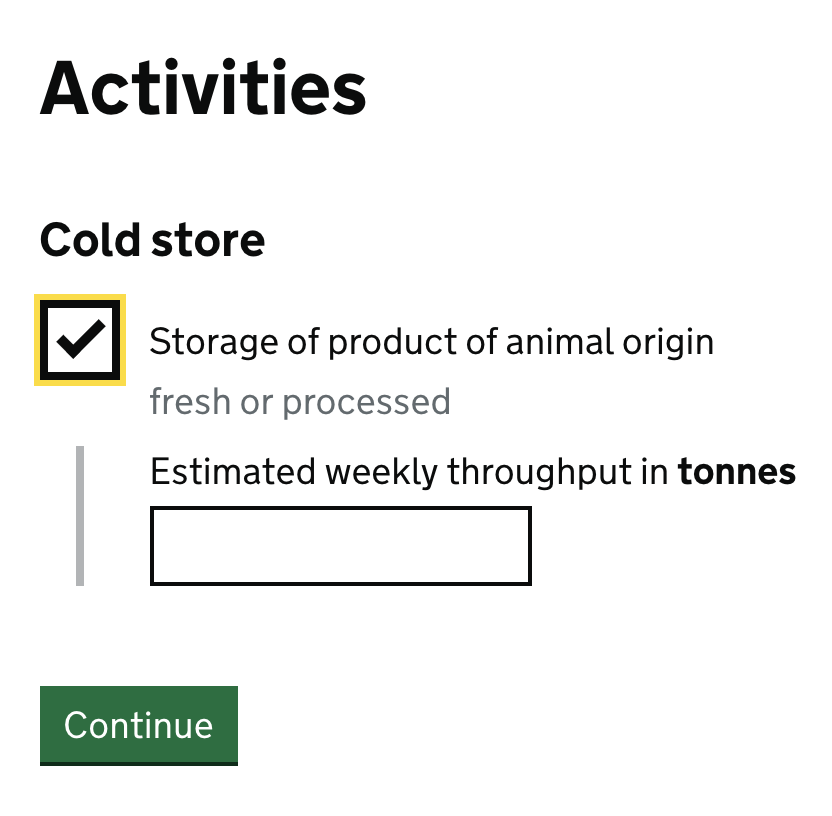 Activities
Cold store
Storage of product of animal origin
fresh or processed
Estimated weekly throughput in tonnes
Continue